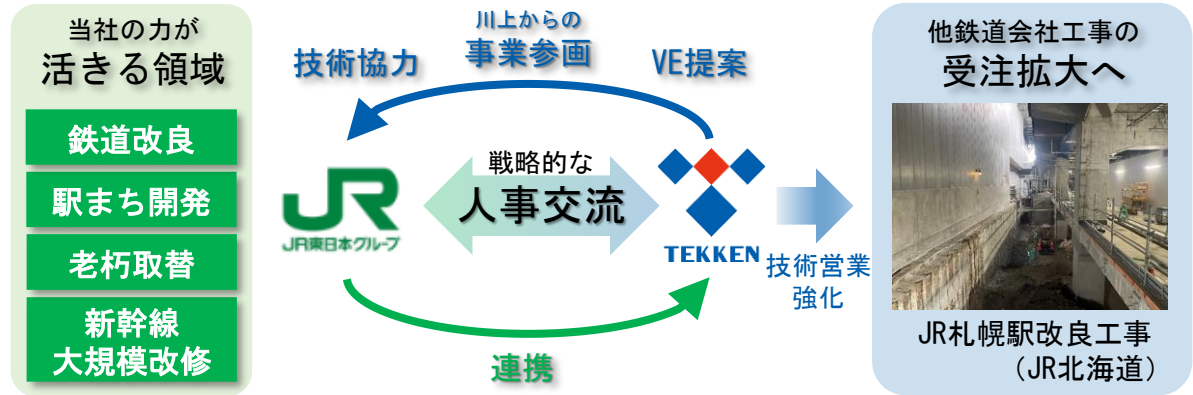 当社の力が
活きる領域
鉄道改良
駅まち開発
老朽取替
新幹線
大規模改修
技術協力
川上からの
事業参画
VE提案
JR
JR東日本グループ
戦略的な
人事交流
TEKKEN
連携
技術営業
強化
他鉄道会社工事の
受注拡大へ
JR札幌駅改良工事
（JR北海道）